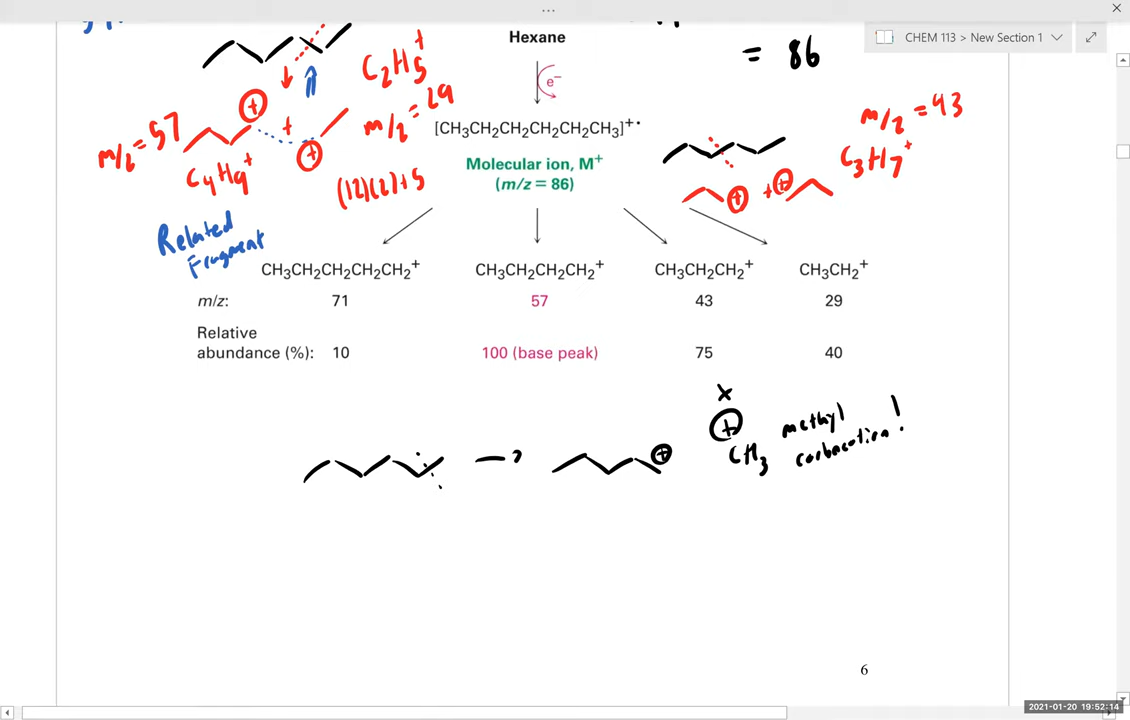 CHEM 113 > New Section 1
Hexane
= 86
e⁻
C2H5+
m/z = 29
m/z = 57
+
C4H9+
(12)(2)+5
[CH3CH2CH2CH2CH2CH3]+•
Molecular ion, M+
(m/z = 86)
m/z = 43
C3H7+
+
Related
Fragment
CH3CH2CH2CH2CH2+ CH3CH2CH2CH2+ CH3CH2CH2+ CH3CH2+
m/z: 71 57 43 29
Relative
abundance (%): 10 100 (base peak) 75 40
x
+
CH3
methyl
carbocation!
6
2021-01-20 19:52:14